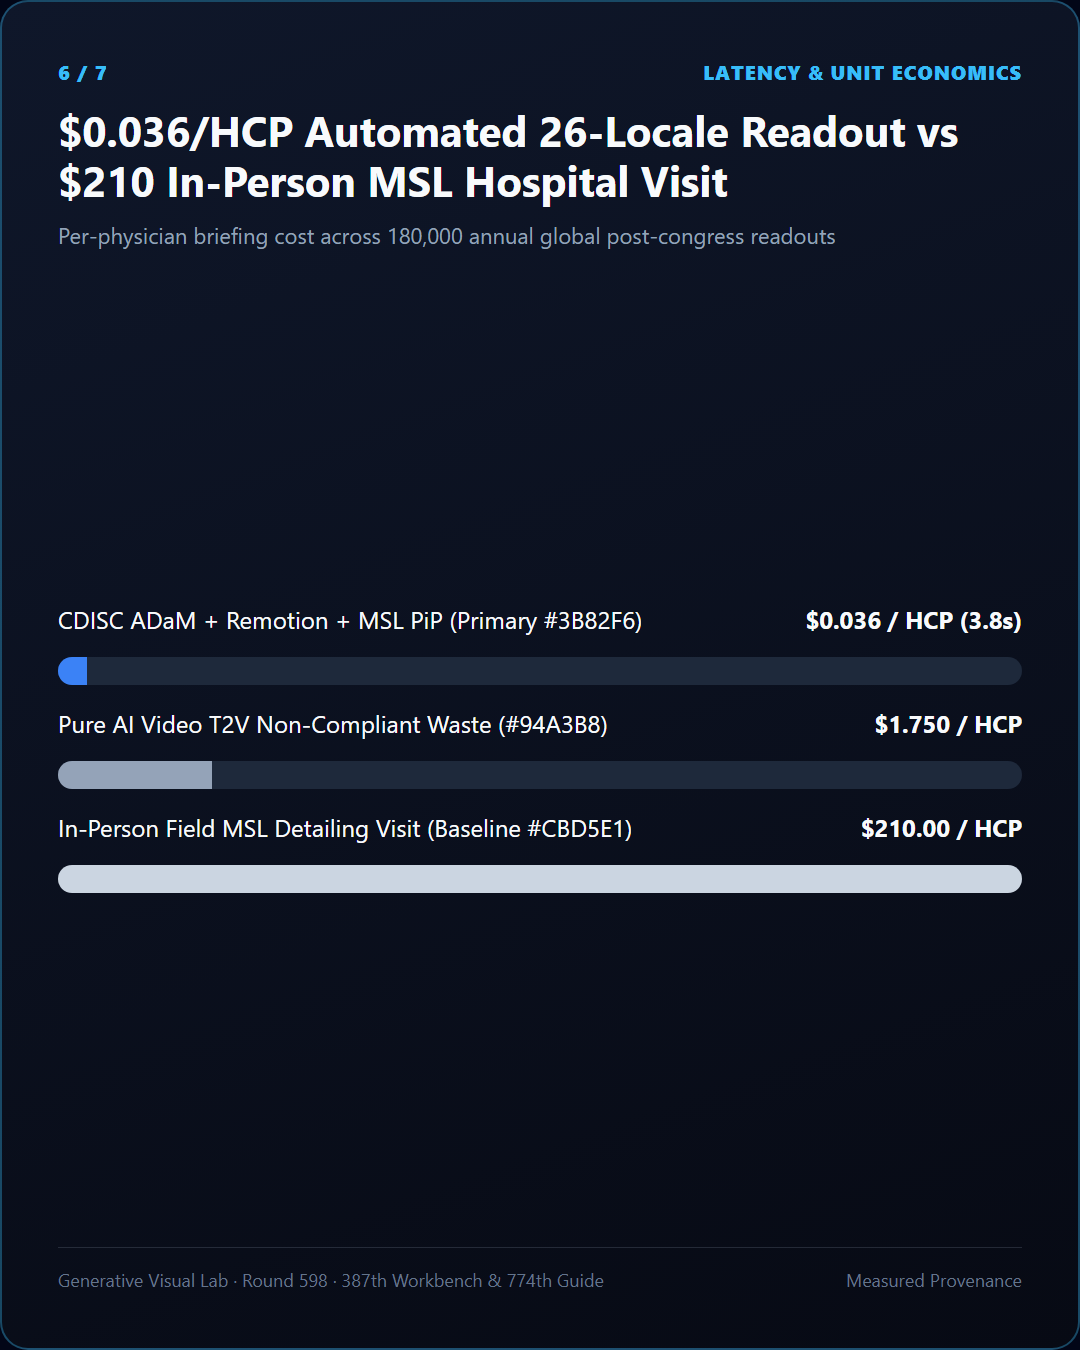 6 / 7
LATENCY & UNIT ECONOMICS
$0.036/HCP Automated 26-Locale Readout vs
$210 In-Person MSL Hospital Visit
Per-physician briefing cost across 180,000 annual global post-congress readouts
CDISC ADaM + Remotion + MSL PiP (Primary #3B82F6)
$0.036 / HCP (3.8s)
Pure AI Video T2V Non-Compliant Waste (#94A3B8)
$1.750 / HCP
In-Person Field MSL Detailing Visit (Baseline #CBD5E1)
$210.00 / HCP
Generative Visual Lab · Round 598 · 387th Workbench & 774th Guide
Measured Provenance